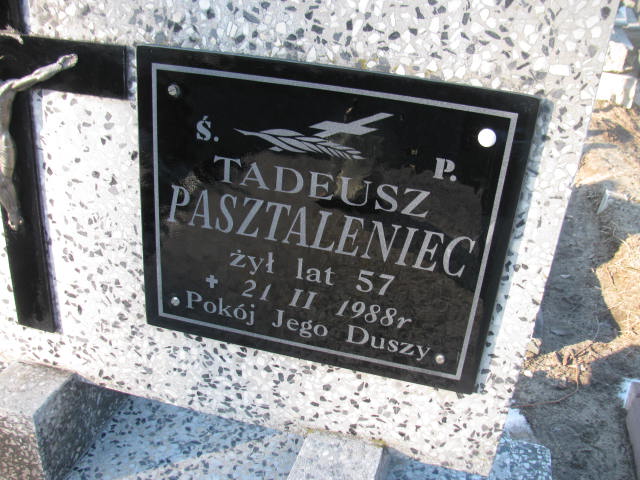 Ś. P.
TADEUSZ
PASZTALENIEC
żył lat 57
+ 21 II 1988r
Pokój Jego Duszy